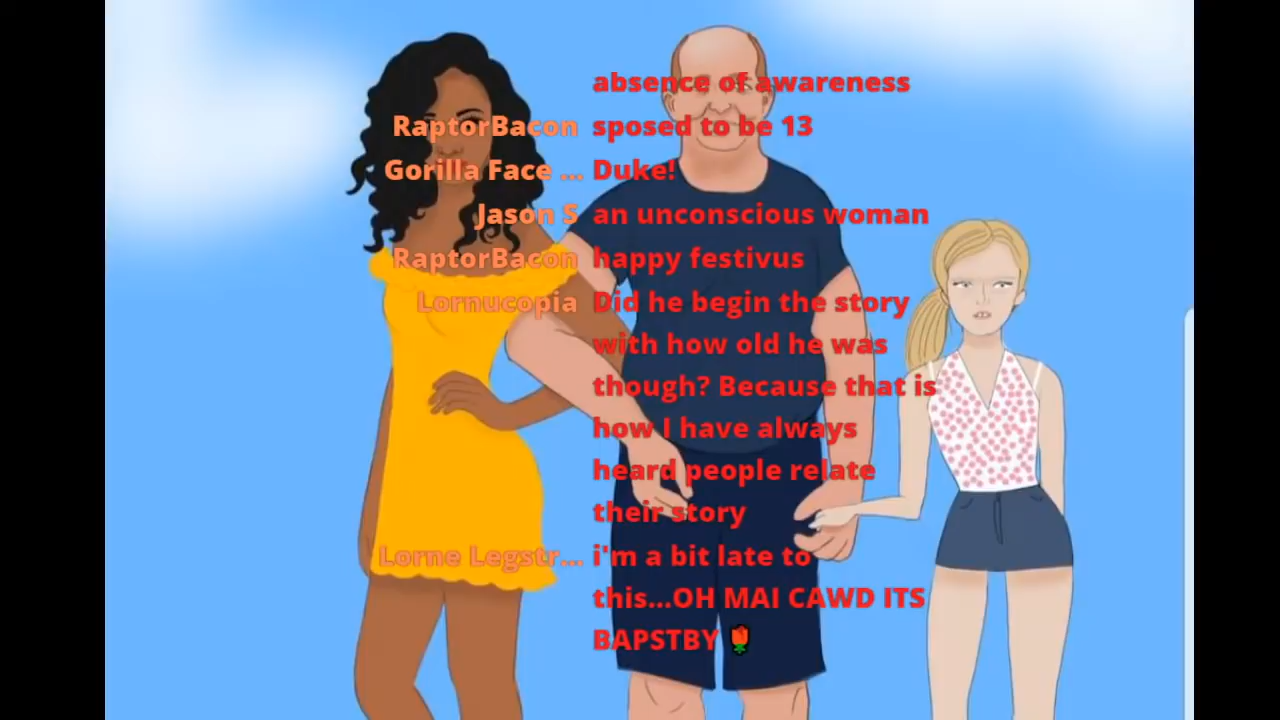 absence of awareness
RaptorBacon sposed to be 13
Gorilla Face ... Duke!
Jason S an unconscious woman
RaptorBacon happy festivus
Lornucopia Did he begin the story
with how old he was
though? Because that is
how I have always
heard people relate
their story
Lorne Legstr... i'm a bit late to
this...OH MAI CAWD ITS
BAPSTBY 🌹